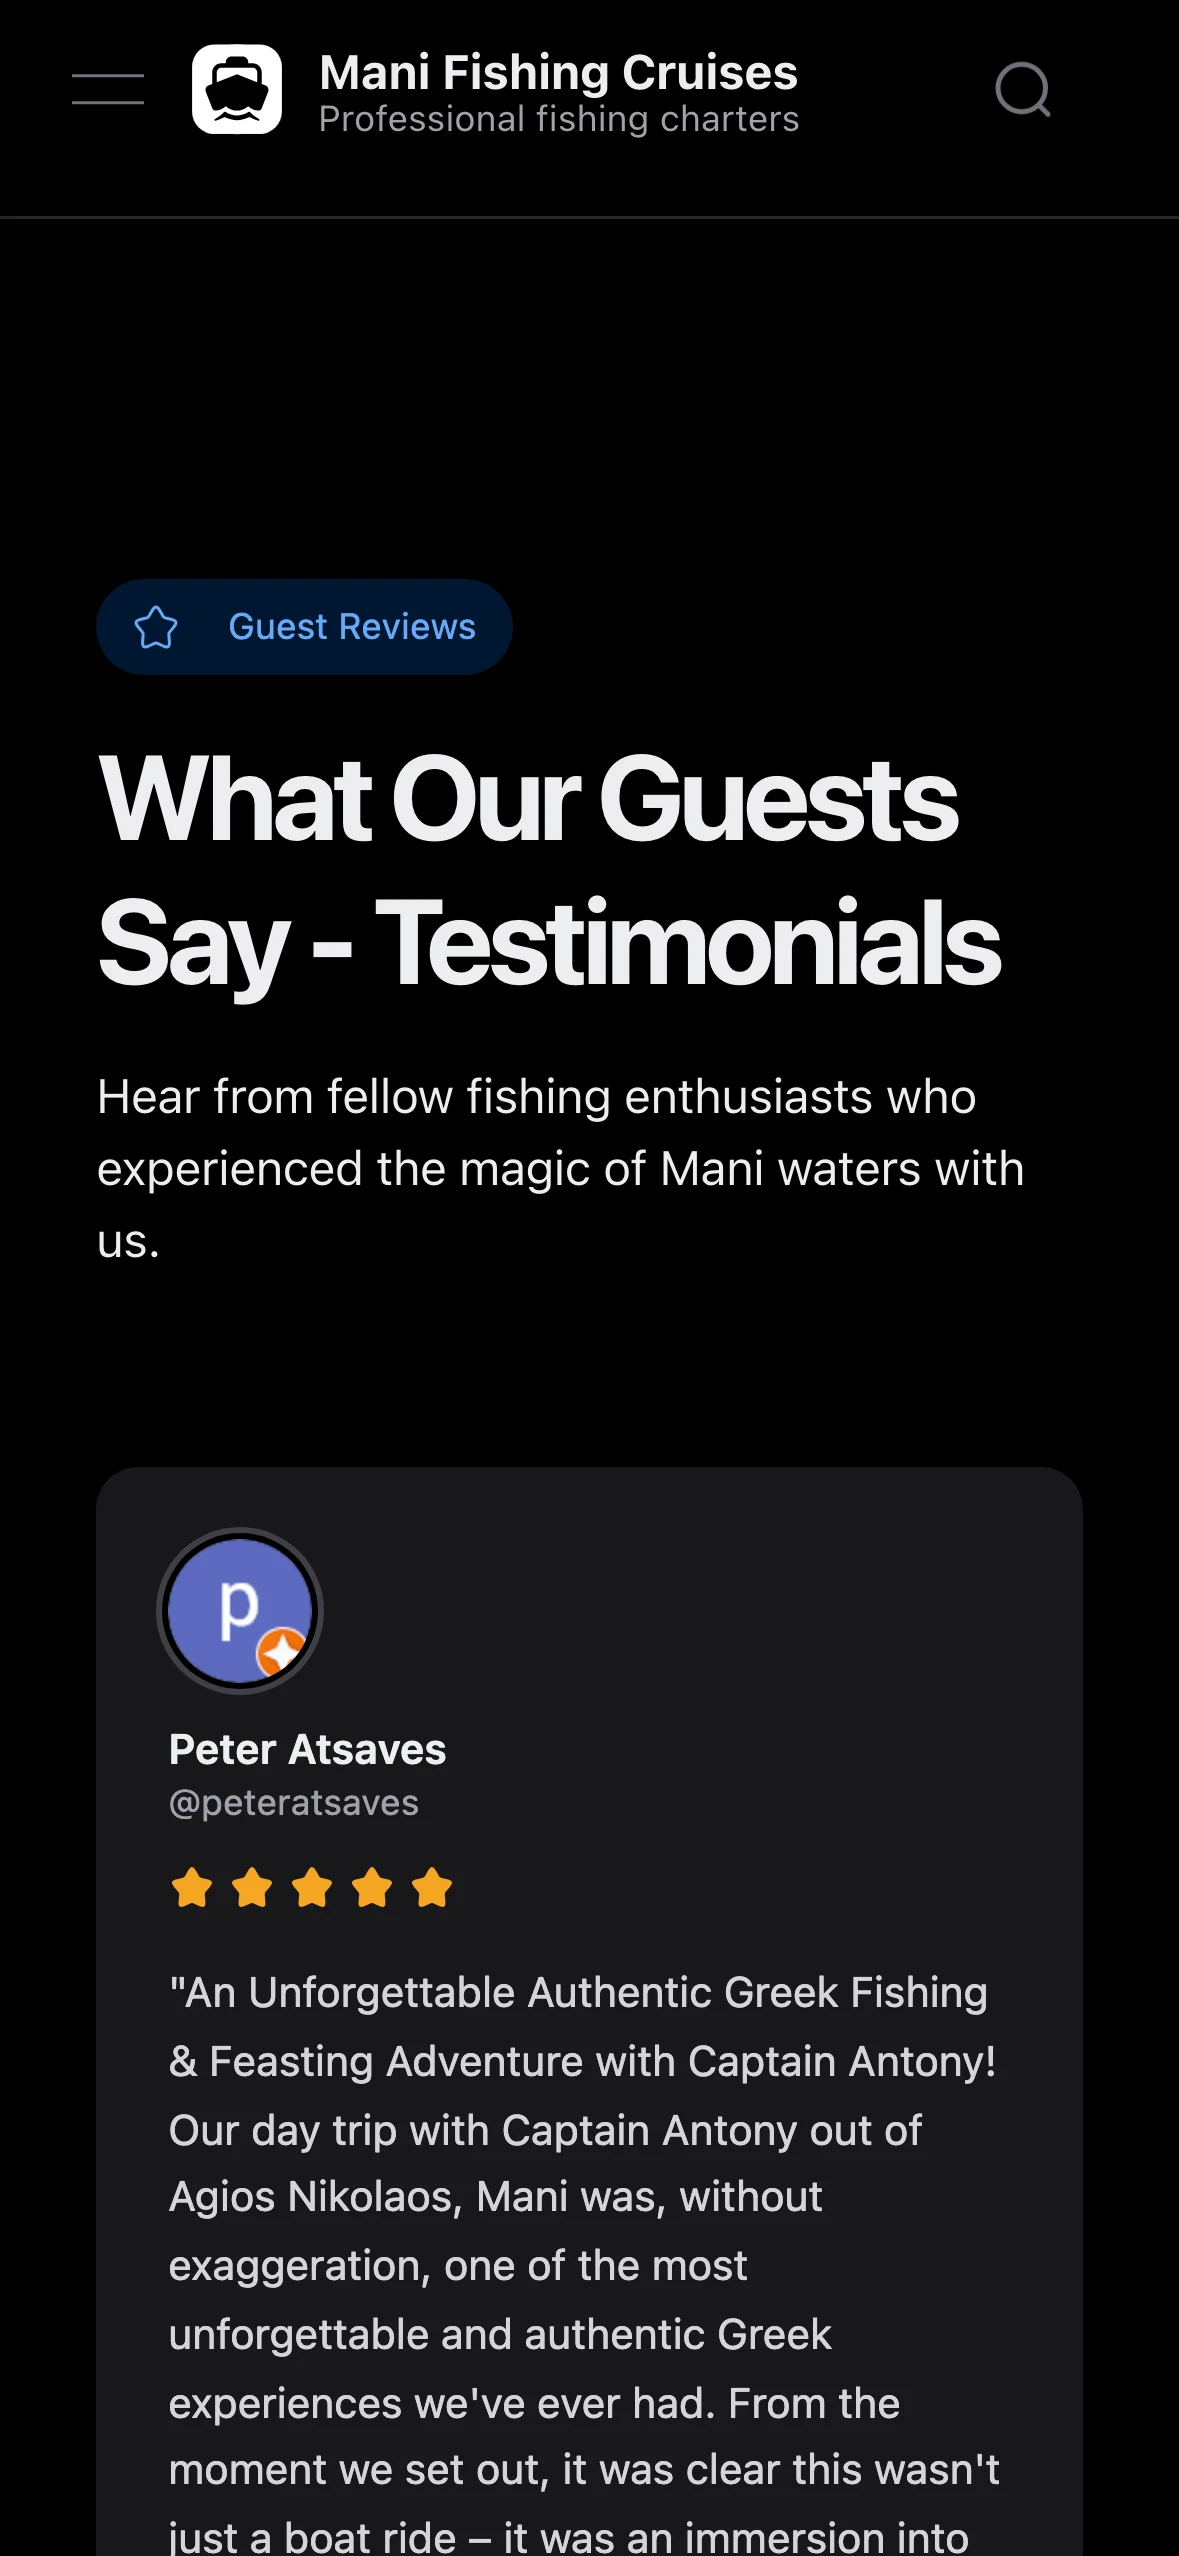 Mani Fishing Cruises
Professional fishing charters
Guest Reviews
What Our Guests
Say - Testimonials
Hear from fellow fishing enthusiasts who
experienced the magic of Mani waters with
us.
p
Peter Atsaves
@peteratsaves
"An Unforgettable Authentic Greek Fishing
& Feasting Adventure with Captain Antony!
Our day trip with Captain Antony out of
Agios Nikolaos, Mani was, without
exaggeration, one of the most
unforgettable and authentic Greek
experiences we've ever had. From the
moment we set out, it was clear this wasn't
just a boat ride – it was an immersion into